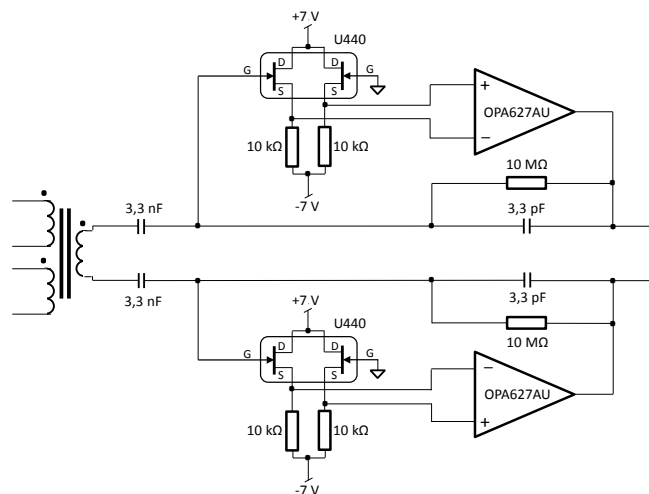 +7 V
U440
D D
G G
S S
+
OPA627AU
−
10 kΩ 10 kΩ
10 MΩ
-7 V
3,3 nF
3,3 pF
3,3 nF
3,3 pF
+7 V
U440
10 MΩ
D D
G G
S S
−
OPA627AU
+
10 kΩ 10 kΩ
-7 V